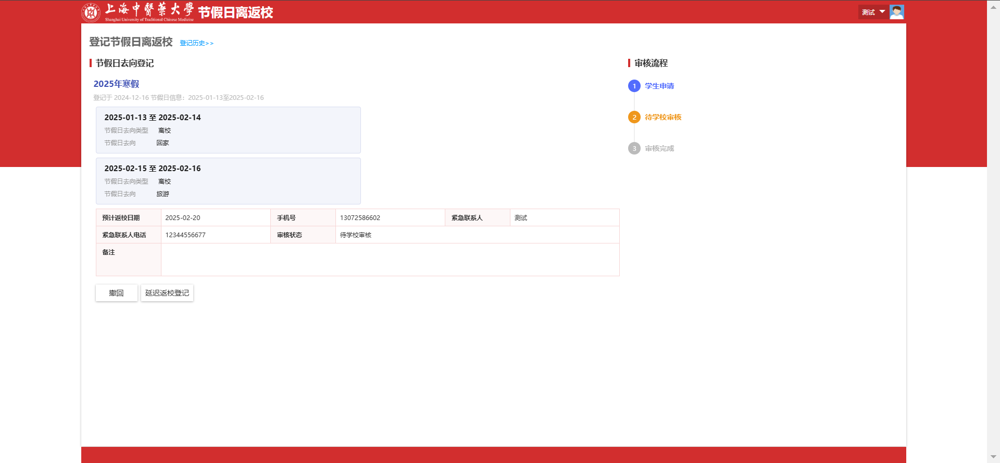 上海中醫藥大學 节假日离返校
Shanghai University of Traditional Chinese Medicine
测试
登记节假日离返校 登记历史>>
节假日去向登记
2025年寒假
登记于 2024-12-16 节假日信息：2025-01-13至2025-02-16
2025-01-13 至 2025-02-14
节假日去向类型 离校
节假日去向 回家
2025-02-15 至 2025-02-16
节假日去向类型 离校
节假日去向 旅游
预计返校日期 2025-02-20 手机号 13072586602 紧急联系人 测试
紧急联系人电话 12344556677 审核状态 待学校审核
备注
撤回 延迟返校登记
审核流程
1 学生申请
2 待学校审核
3 审核完成